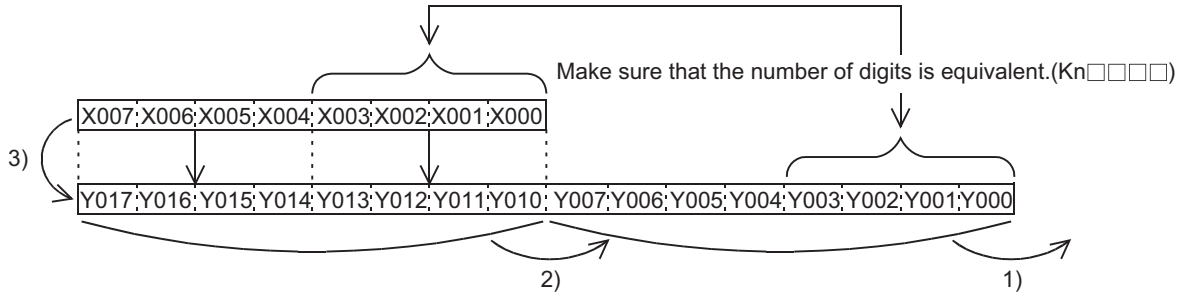 Make sure that the number of digits is equivalent.(Kn□□□□)
X007 X006 X005 X004 X003 X002 X001 X000
3)
Y017 Y016 Y015 Y014 Y013 Y012 Y011 Y010 Y007 Y006 Y005 Y004 Y003 Y002 Y001 Y000
2) 1)